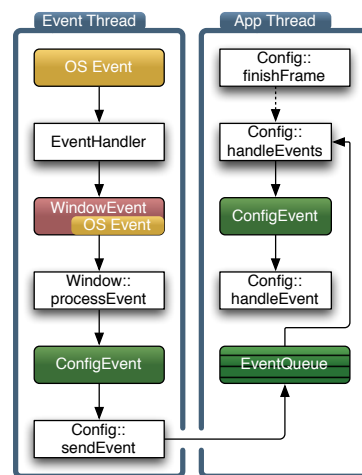 Event Thread
OS Event
EventHandler
WindowEvent
OS Event
Window::
processEvent
ConfigEvent
Config::
sendEvent
App Thread
Config::
finishFrame
Config::
handleEvents
ConfigEvent
Config::
handleEvent
EventQueue